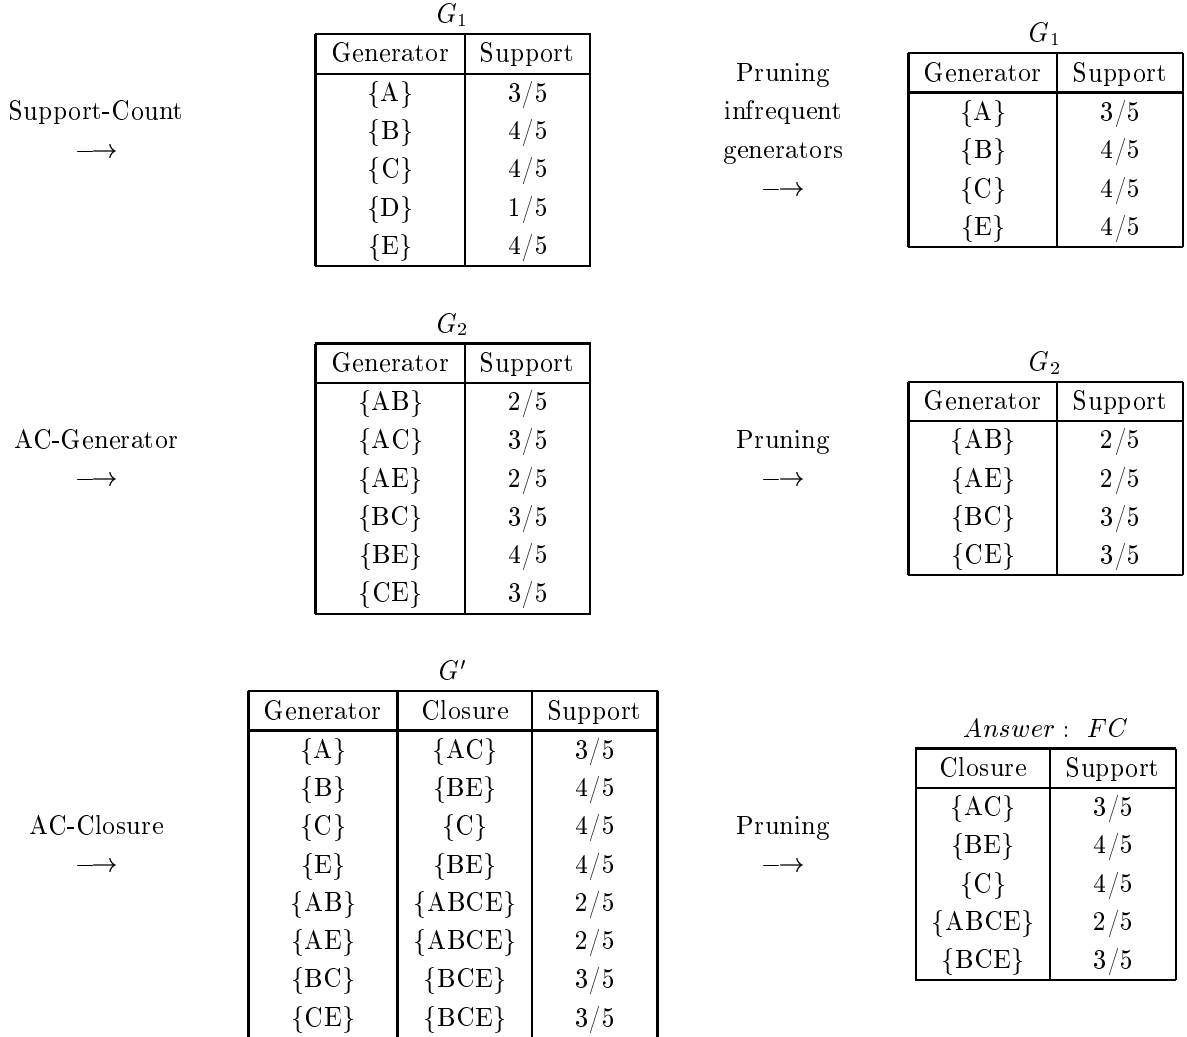 G₁
Support-Count
⟶
Generator Support
{A} 3/5
{B} 4/5
{C} 4/5
{D} 1/5
{E} 4/5
Pruning
infrequent
generators
⟶
G₁
Generator Support
{A} 3/5
{B} 4/5
{C} 4/5
{E} 4/5
AC-Generator
⟶
G₂
Generator Support
{AB} 2/5
{AC} 3/5
{AE} 2/5
{BC} 3/5
{BE} 4/5
{CE} 3/5
Pruning
⟶
G₂
Generator Support
{AB} 2/5
{AE} 2/5
{BC} 3/5
{CE} 3/5
AC-Closure
⟶
G′
Generator Closure Support
{A} {AC} 3/5
{B} {BE} 4/5
{C} {C} 4/5
{E} {BE} 4/5
{AB} {ABCE} 2/5
{AE} {ABCE} 2/5
{BC} {BCE} 3/5
{CE} {BCE} 3/5
Pruning
⟶
Answer : FC
Closure Support
{AC} 3/5
{BE} 4/5
{C} 4/5
{ABCE} 2/5
{BCE} 3/5